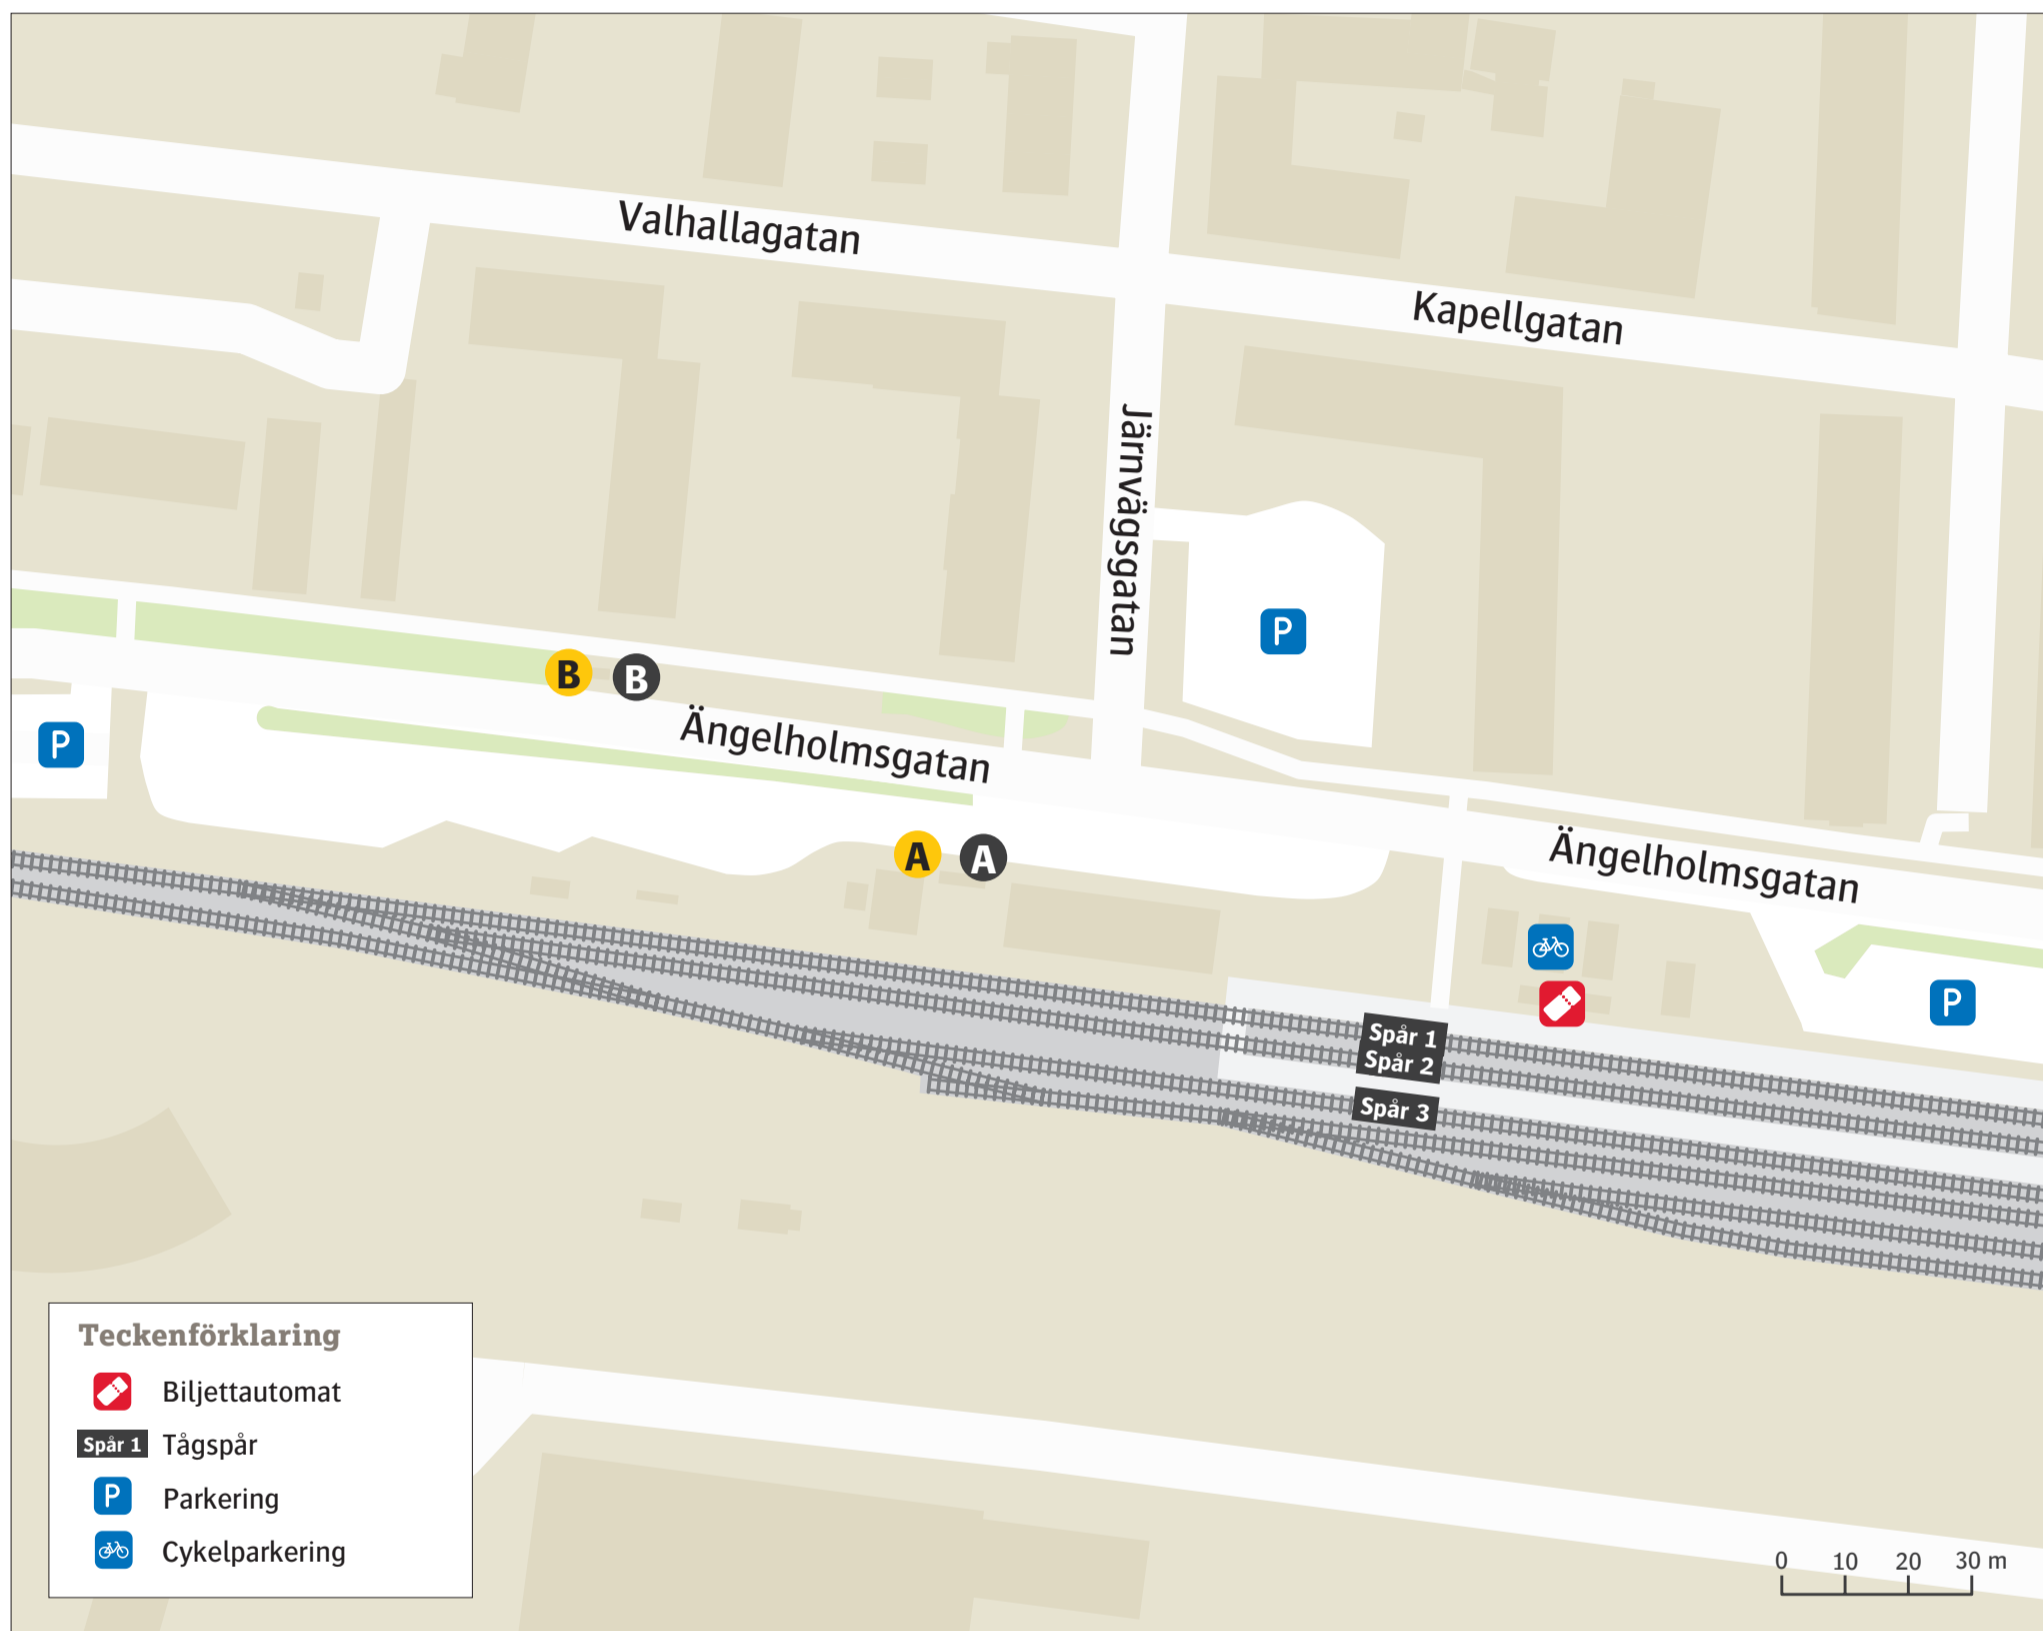 Valhallagatan
Kapellgatan
Järnvägsgatan
P
B
B
Ängelholmsgatan
P
A
A
Ängelholmsgatan
P
Spår 1
Spår 2
Spår 3
Teckenförklaring
Biljettautomat
Spår 1 Tågspår
P Parkering
Cykelparkering
0 10 20 30 m